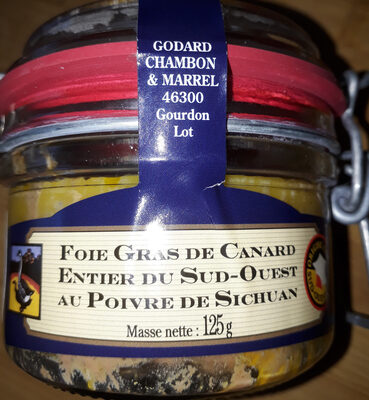 GODARD
CHAMBON
& MARREL
46300
Gourdon
Lot
FOIE GRAS DE CANARD
ENTIER DU SUD-OUEST
AU POIVRE DE SICHUAN
Masse nette : 125g